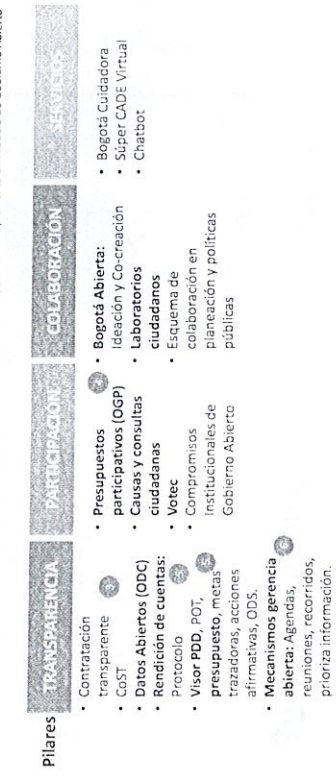 Pilares
TRANSPARENCIA
• Contratación
transparente
• CoST
• Datos Abiertos (ODC)
• Rendición de cuentas:
Protocolo
• Visor PDD, POT,
presupuesto, metas
trazadoras, acciones
afirmativas, ODS.
• Mecanismos gerencia
abierta: Agendas,
reuniones, recorridos,
prioriza información.
PARTICIPACIÓN
• Presupuestos
participativos (OGP)
• Causas y consultas
ciudadanas
• Votec
• Compromisos
Institucionales de
Gobierno Abierto
COLABORACIÓN
• Bogotá Abierta:
Ideación y Co-creación
• Laboratorios
ciudadanos
• Esquema de
colaboración en
planeación y políticas
públicas
SERVICIOS
• Bogotá Cuidadora
• Súper CADE Virtual
• Chatbot